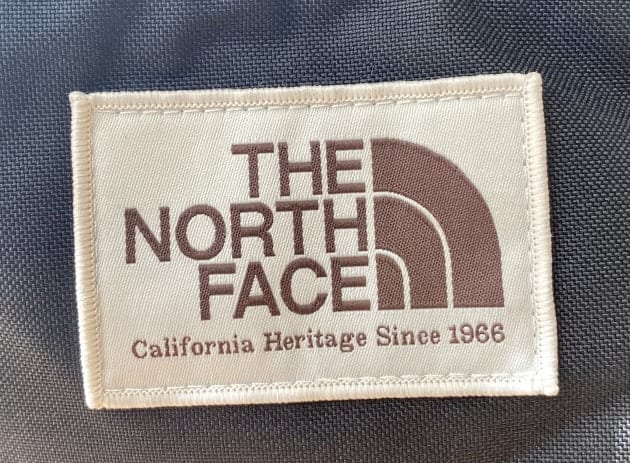 THE
NORTH
FACE
California Heritage Since 1966